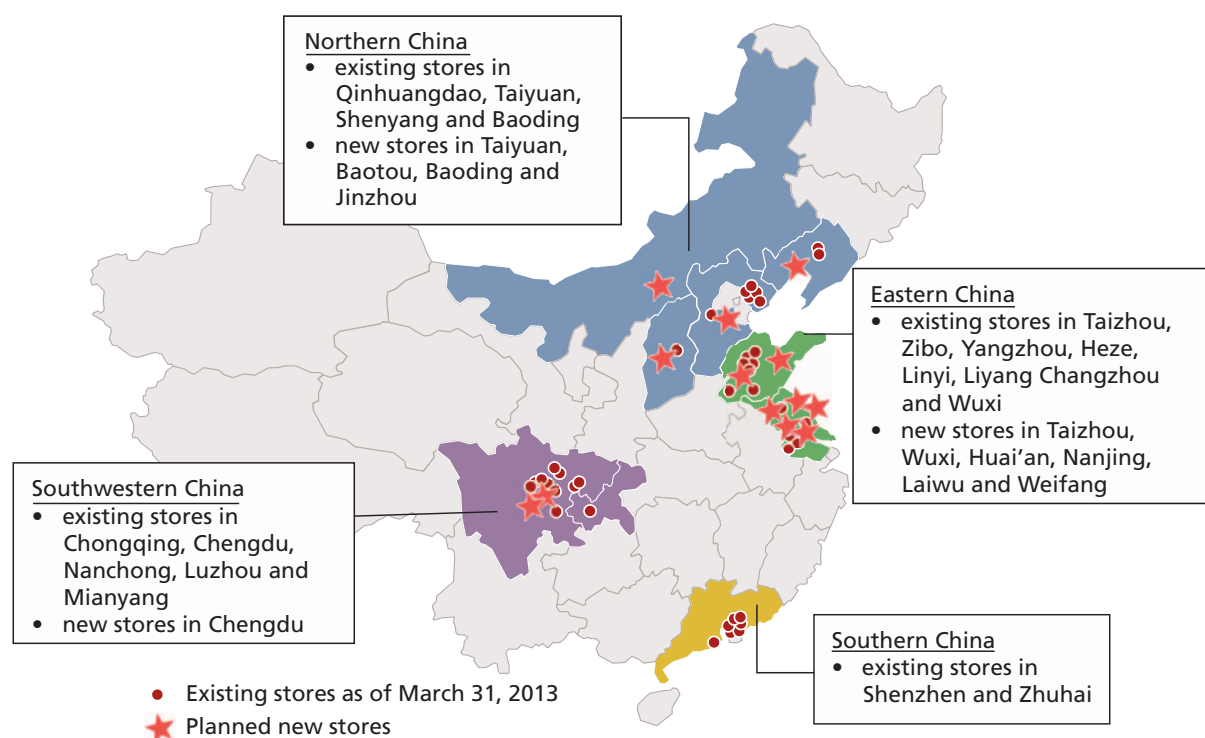 Northern China
• existing stores in
Qinhuangdao, Taiyuan,
Shenyang and Baoding
• new stores in Taiyuan,
Baotou, Baoding and
Jinzhou
Eastern China
• existing stores in Taizhou,
Zibo, Yangzhou, Heze,
Linyi, Liyang Changzhou
and Wuxi
• new stores in Taizhou,
Wuxi, Huai’an, Nanjing,
Laiwu and Weifang
Southwestern China
• existing stores in
Chongqing, Chengdu,
Nanchong, Luzhou and
Mianyang
• new stores in Chengdu
Southern China
• existing stores in
Shenzhen and Zhuhai
Existing stores as of March 31, 2013
Planned new stores